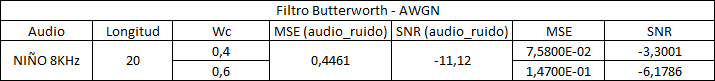 Filtro Butterworth - AWGN
Audio Longitud Wc MSE (audio_ruido) SNR (audio_ruido) MSE SNR
NIÑO 8KHz 20 0,4 0,4461 -11,12 7,5800E-02 -3,3001
0,6 1,4700E-01 -6,1786